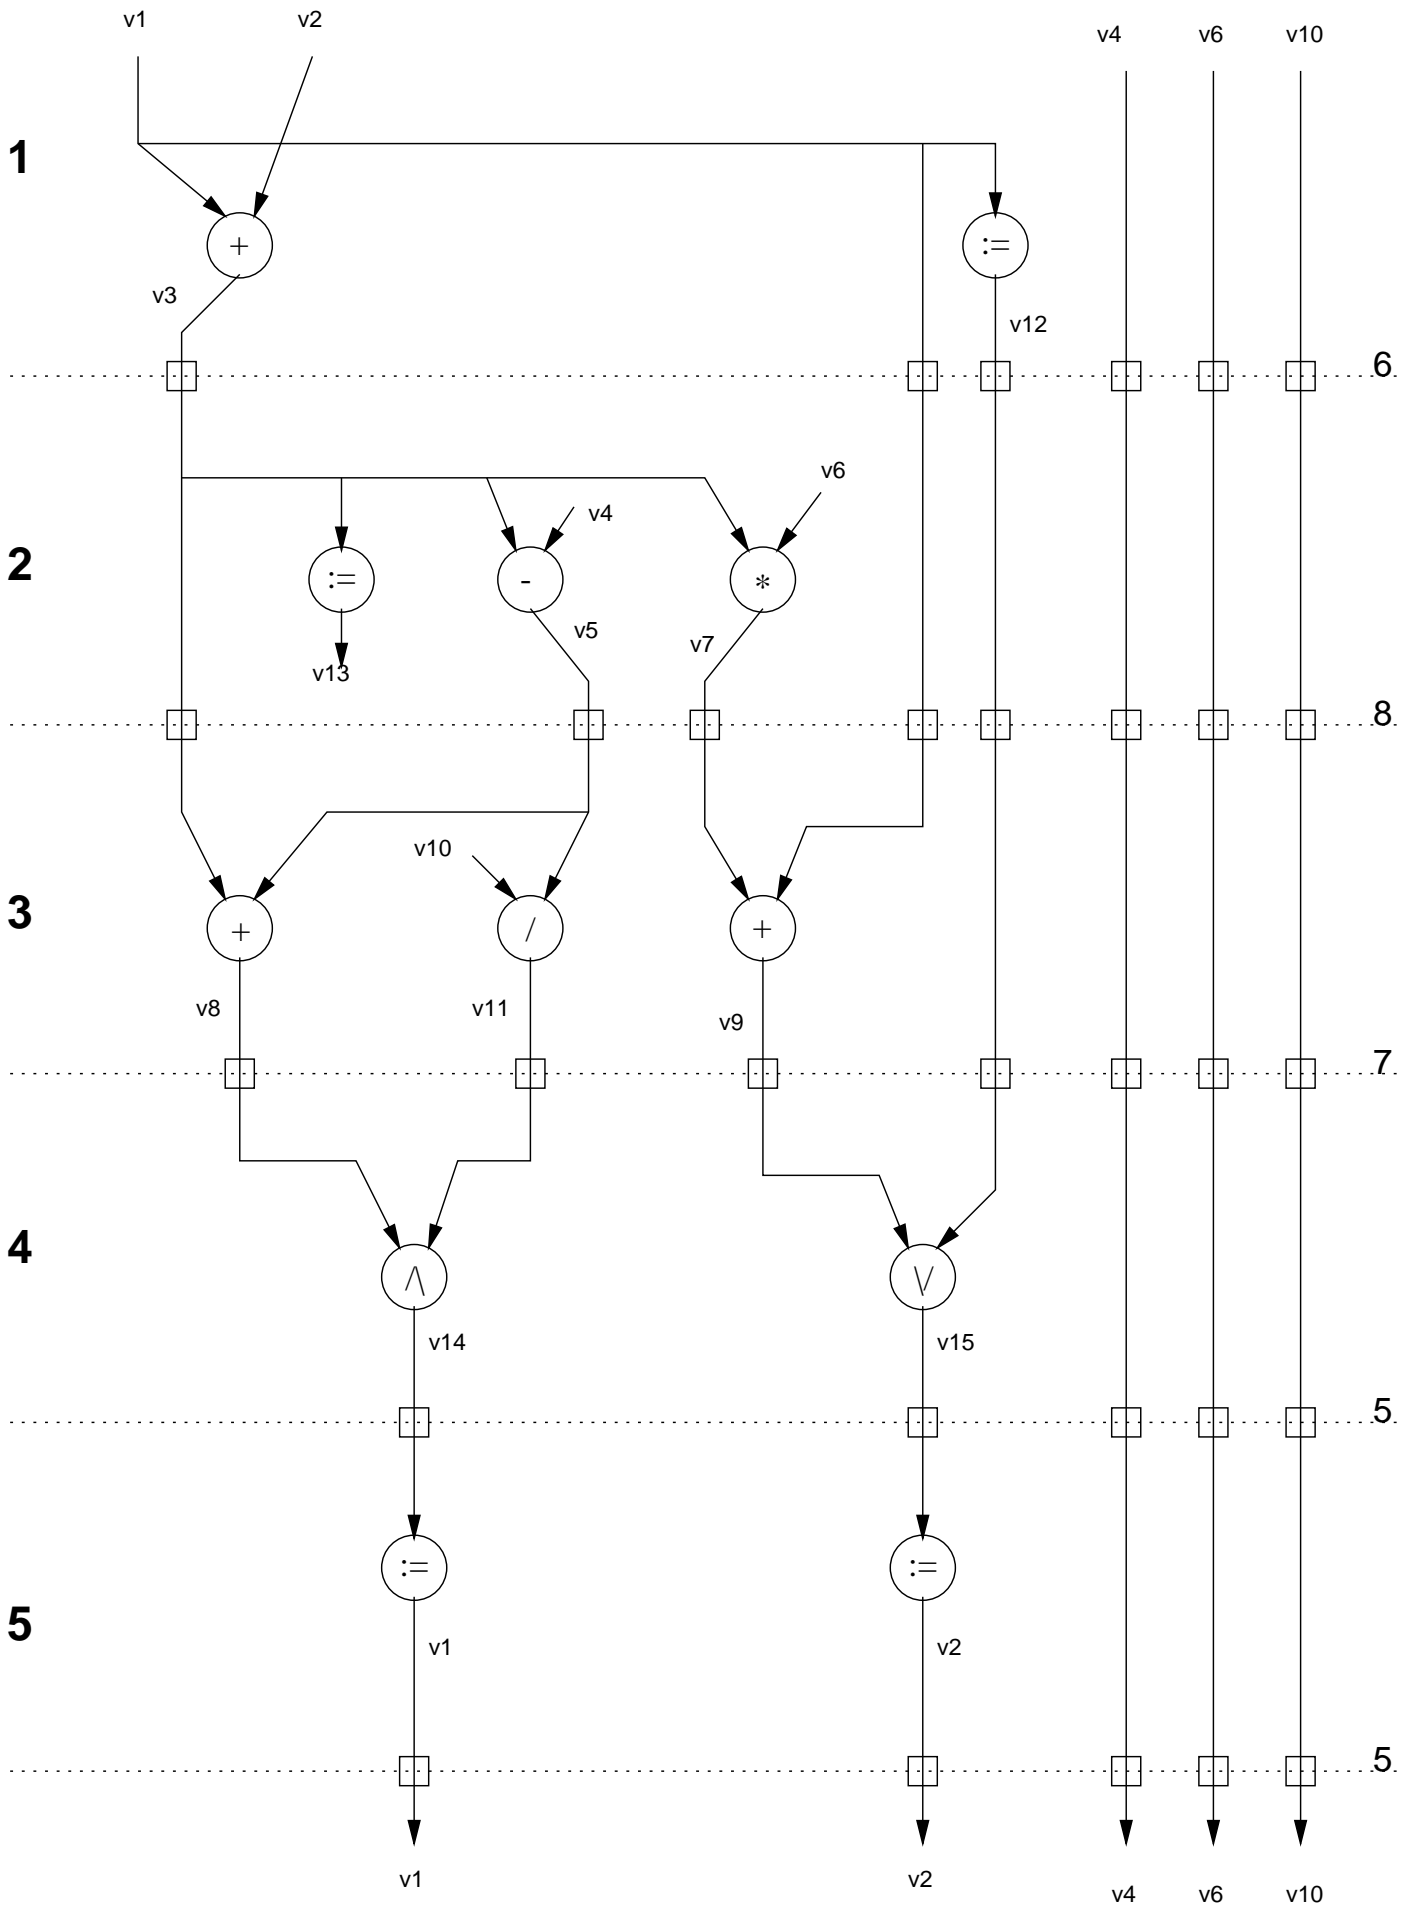 v1 v2 v4 v6 v10
1
+ :=
v3 v12
6
v6
v4
2 := - *
v5
v7
v13
8
v10
3 + / +
v8 v11 v9
7
4 /\ \/
v14 v15
5
:= :=
5
v1 v2
5
v1 v2 v4 v6 v10